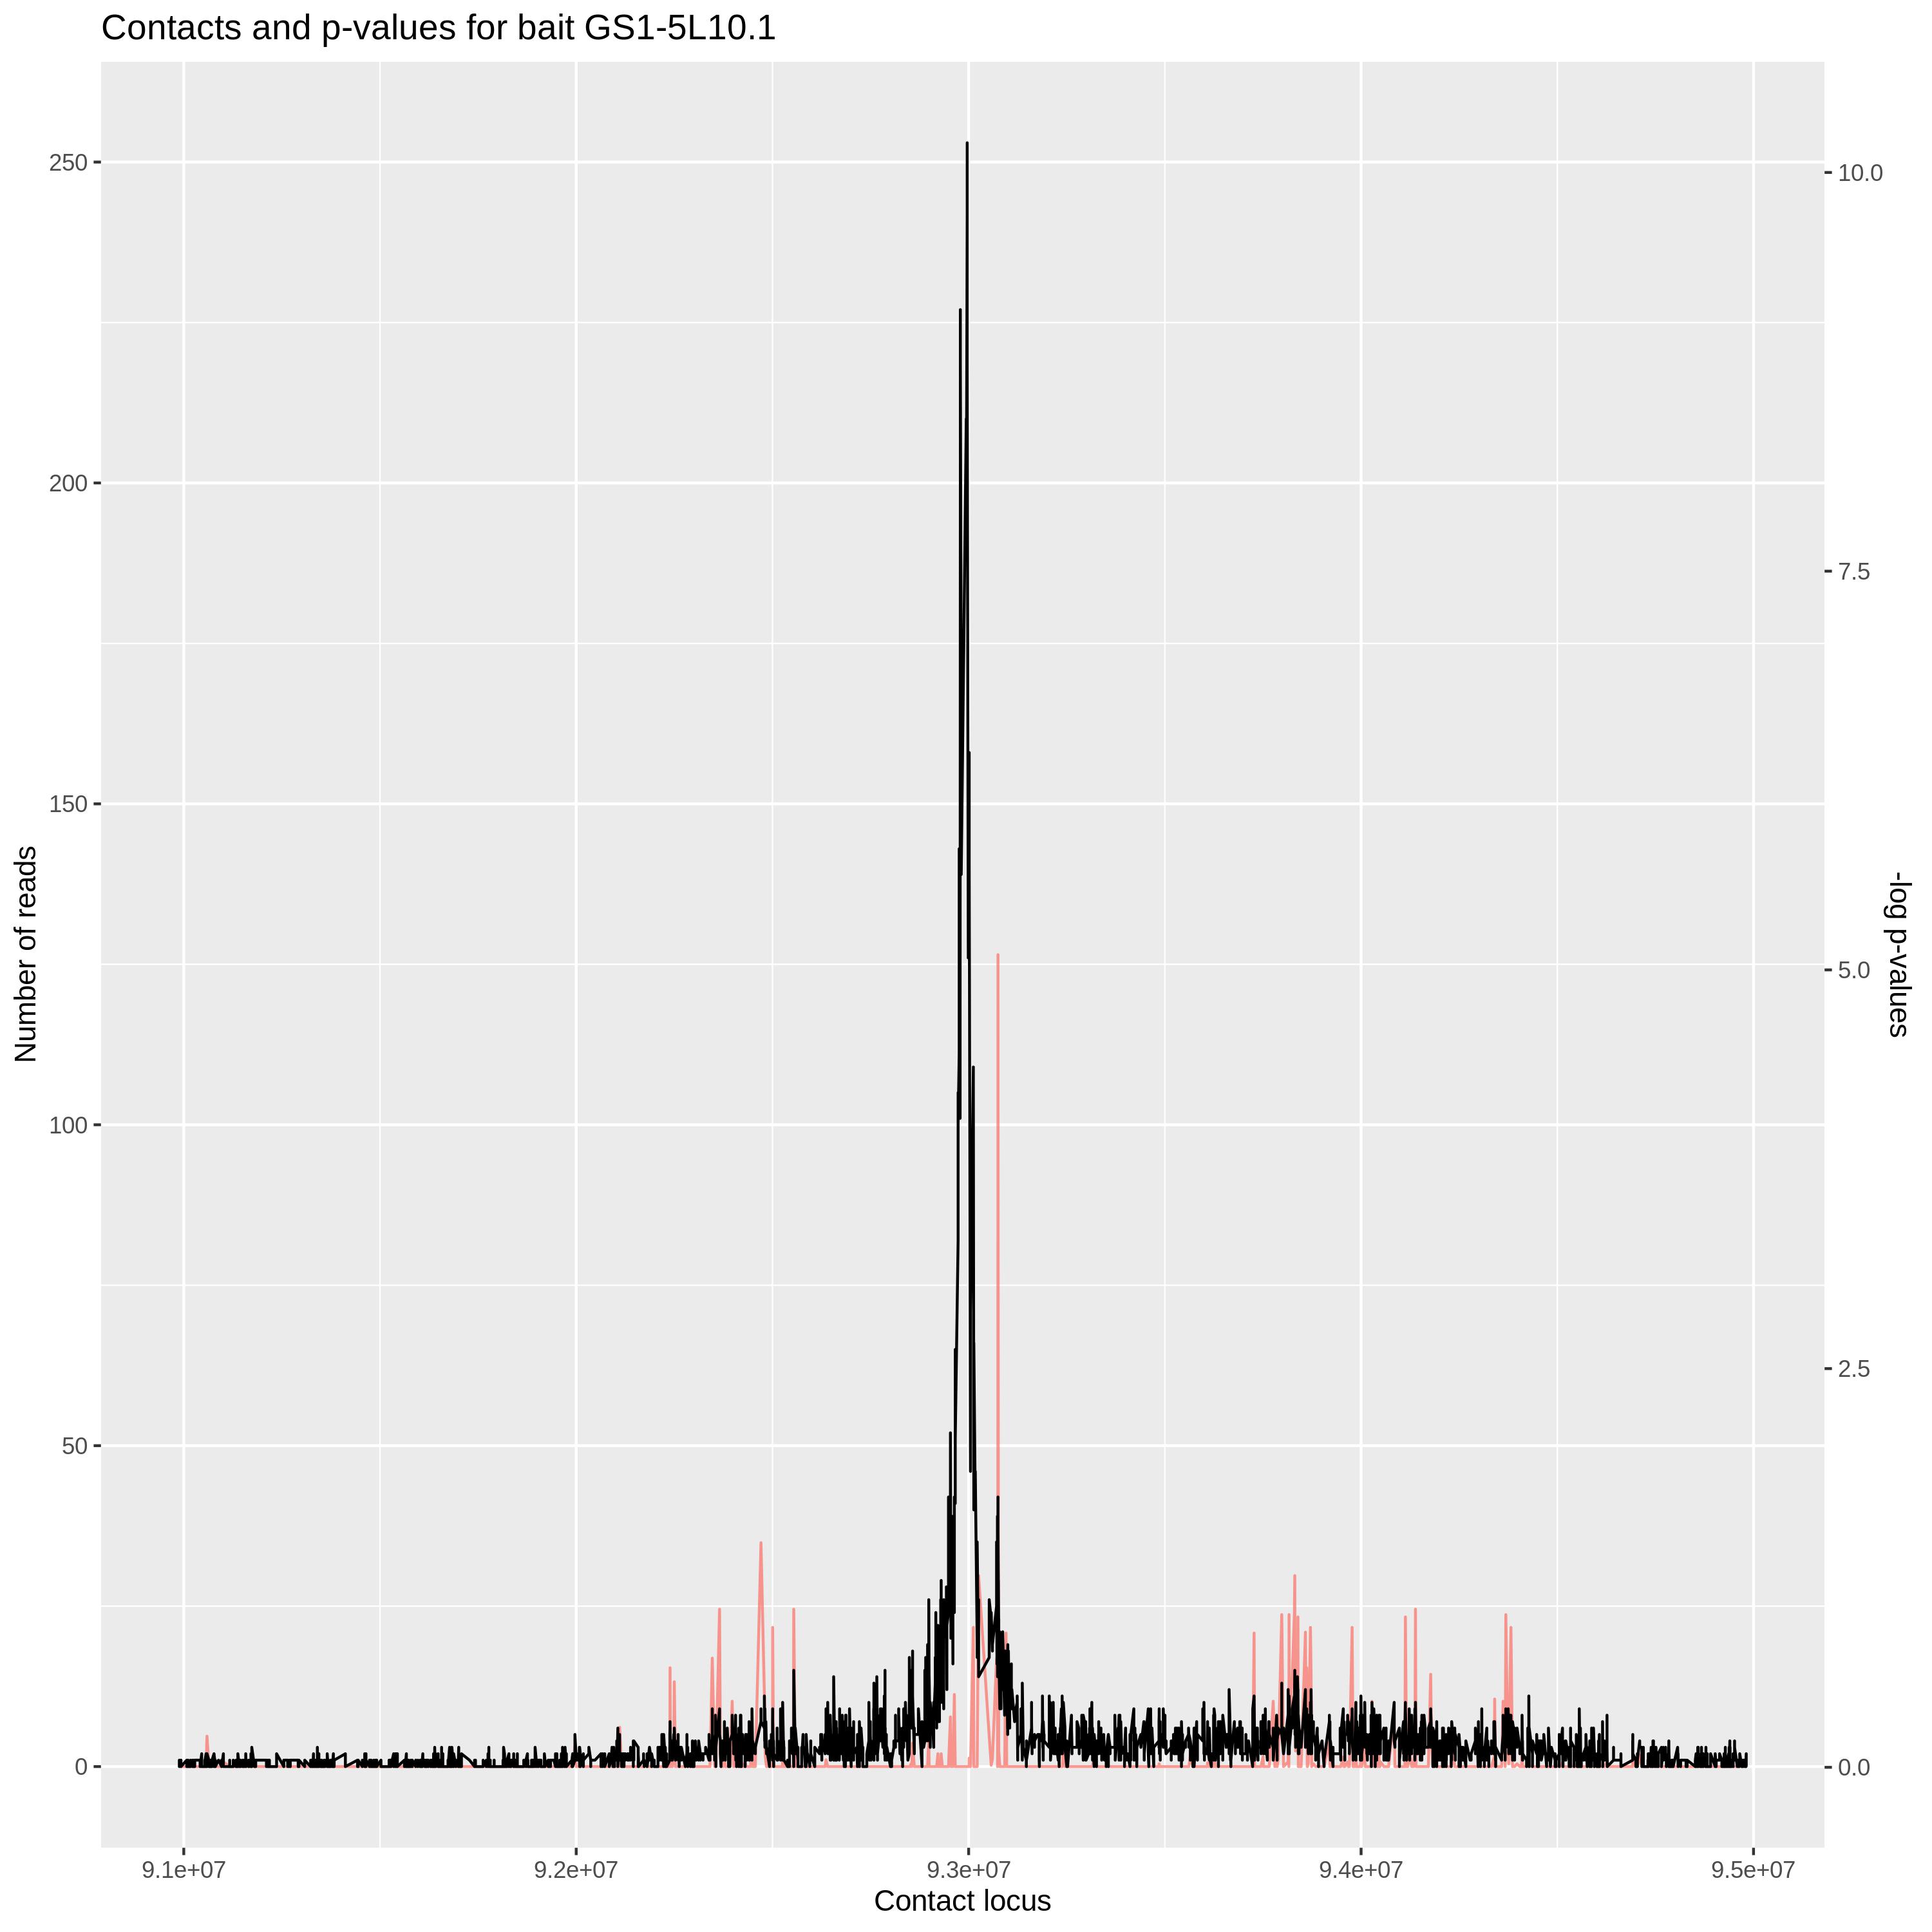 Contacts and p-values for bait GS1-5L10.1
250
200
150
100
50
0
Number of reads
10.0
7.5
5.0
2.5
0.0
-log p-values
9.1e+07 9.2e+07 9.3e+07 9.4e+07 9.5e+07
Contact locus